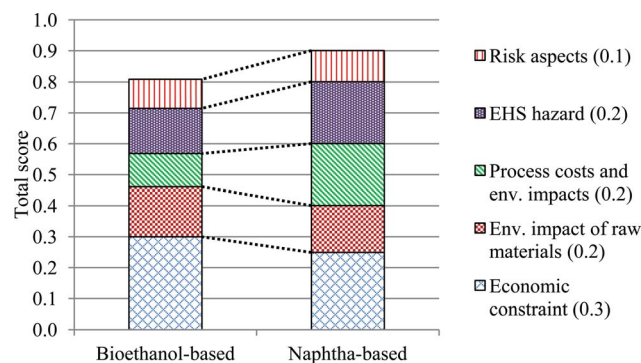 Total score
1.0
0.9
0.8
0.7
0.6
0.5
0.4
0.3
0.2
0.1
0.0
Bioethanol-based
Naphtha-based
Risk aspects (0.1)
EHS hazard (0.2)
Process costs and
env. impacts (0.2)
Env. impact of raw
materials (0.2)
Economic
constraint (0.3)